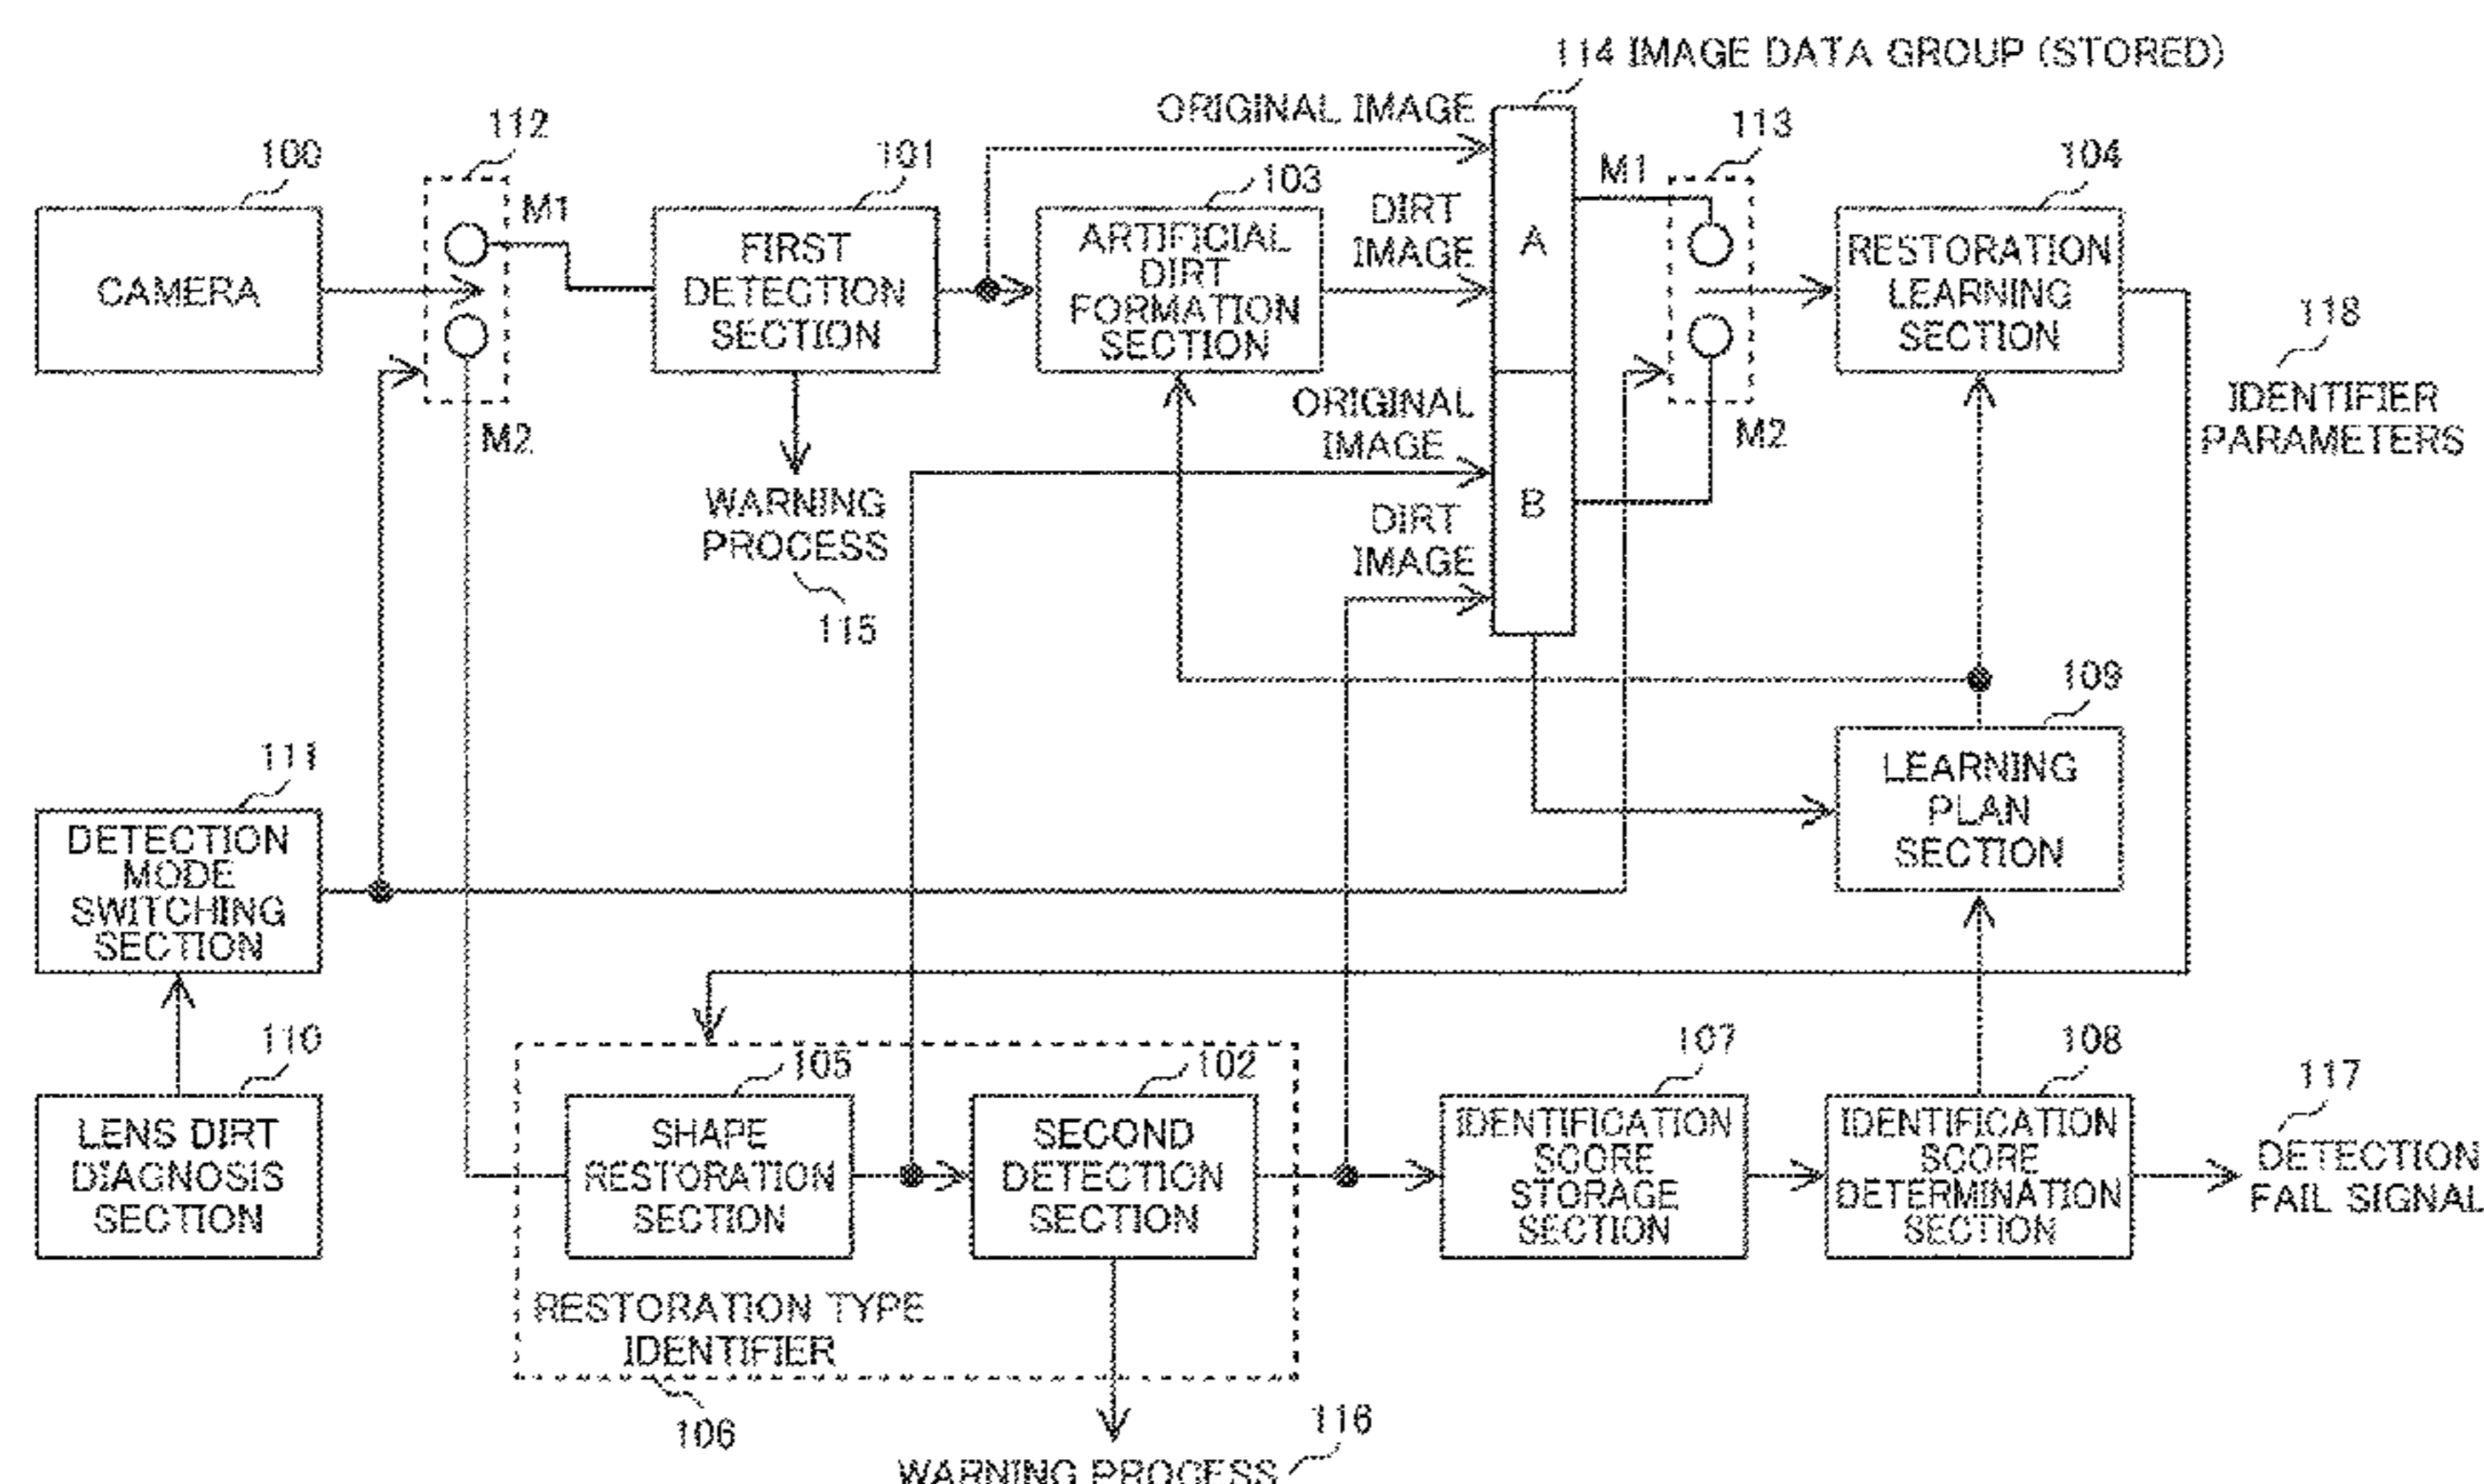 114 IMAGE DATA GROUP (STORED)
ORIGINAL IMAGE
112
113
100
101
103
104
M1
M1
CAMERA
FIRST
DETECTION
SECTION
ARTIFICIAL
DIRT
FORMATION
SECTION
DIRT
IMAGE
A
RESTORATION
LEARNING
SECTION
118
IDENTIFIER
PARAMETERS
M2
M2
WARNING
PROCESS
115
ORIGINAL
IMAGE
DIRT
IMAGE
B
109
LEARNING
PLAN
SECTION
111
DETECTION
MODE
SWITCHING
SECTION
110
LENS DIRT
DIAGNOSIS
SECTION
105
SHAPE
RESTORATION
SECTION
102
SECOND
DETECTION
SECTION
RESTORATION TYPE
IDENTIFIER
106
107
IDENTIFICATION
SCORE
STORAGE
SECTION
108
IDENTIFICATION
SCORE
DETERMINATION
SECTION
117
DETECTION
FAIL SIGNAL
116
WARNING PROCESS